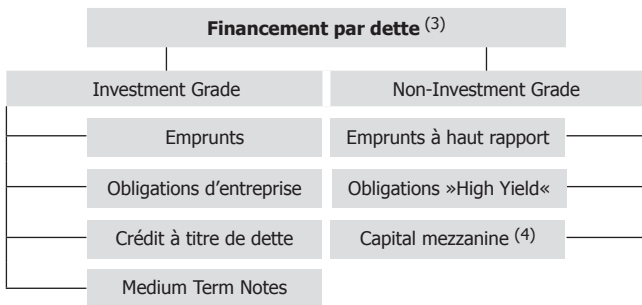 Financement par dette (3)
Investment Grade
Non-Investment Grade
Emprunts
Emprunts à haut rapport
Obligations d’entreprise
Obligations »High Yield«
Crédit à titre de dette
Capital mezzanine (4)
Medium Term Notes